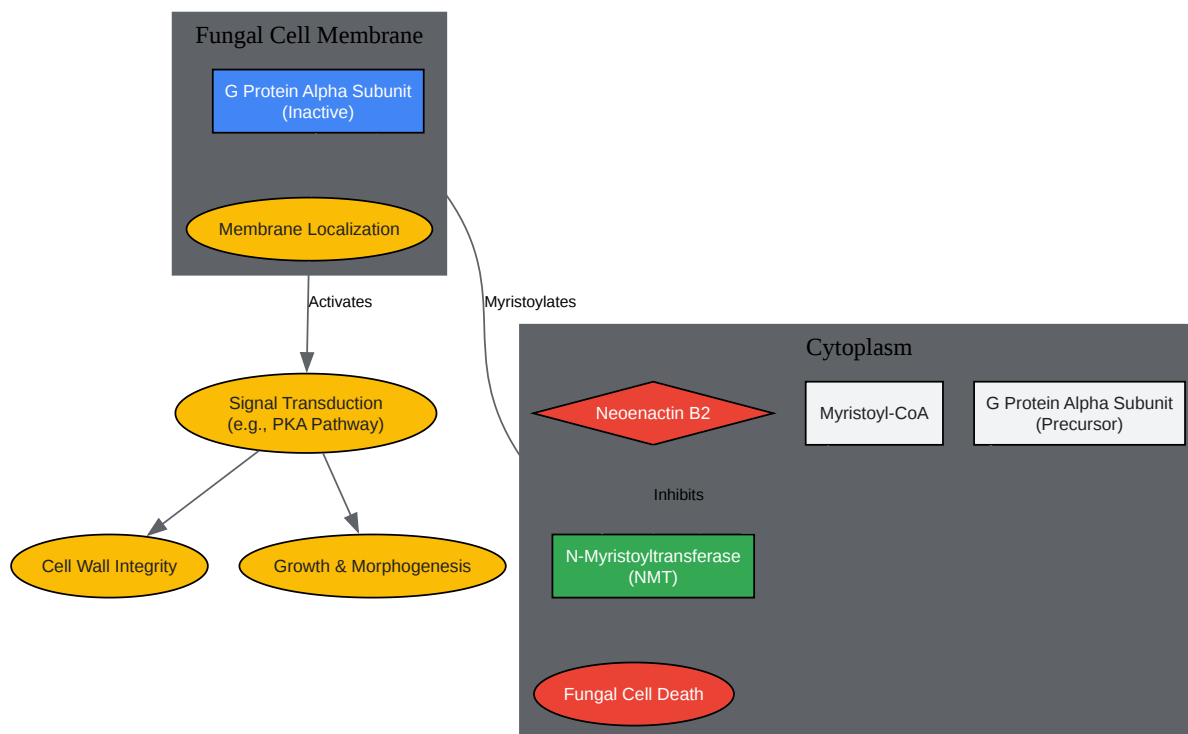 Fungal Cell Membrane
G Protein Alpha Subunit
(Inactive)
Membrane Localization
Activates
Myristoylates
Cytoplasm
Signal Transduction
(e.g., PKA Pathway)
Neoenactin B2
Myristoyl-CoA
G Protein Alpha Subunit
(Precursor)
Inhibits
Cell Wall Integrity
Growth & Morphogenesis
N-Myristoyltransferase
(NMT)
Fungal Cell Death